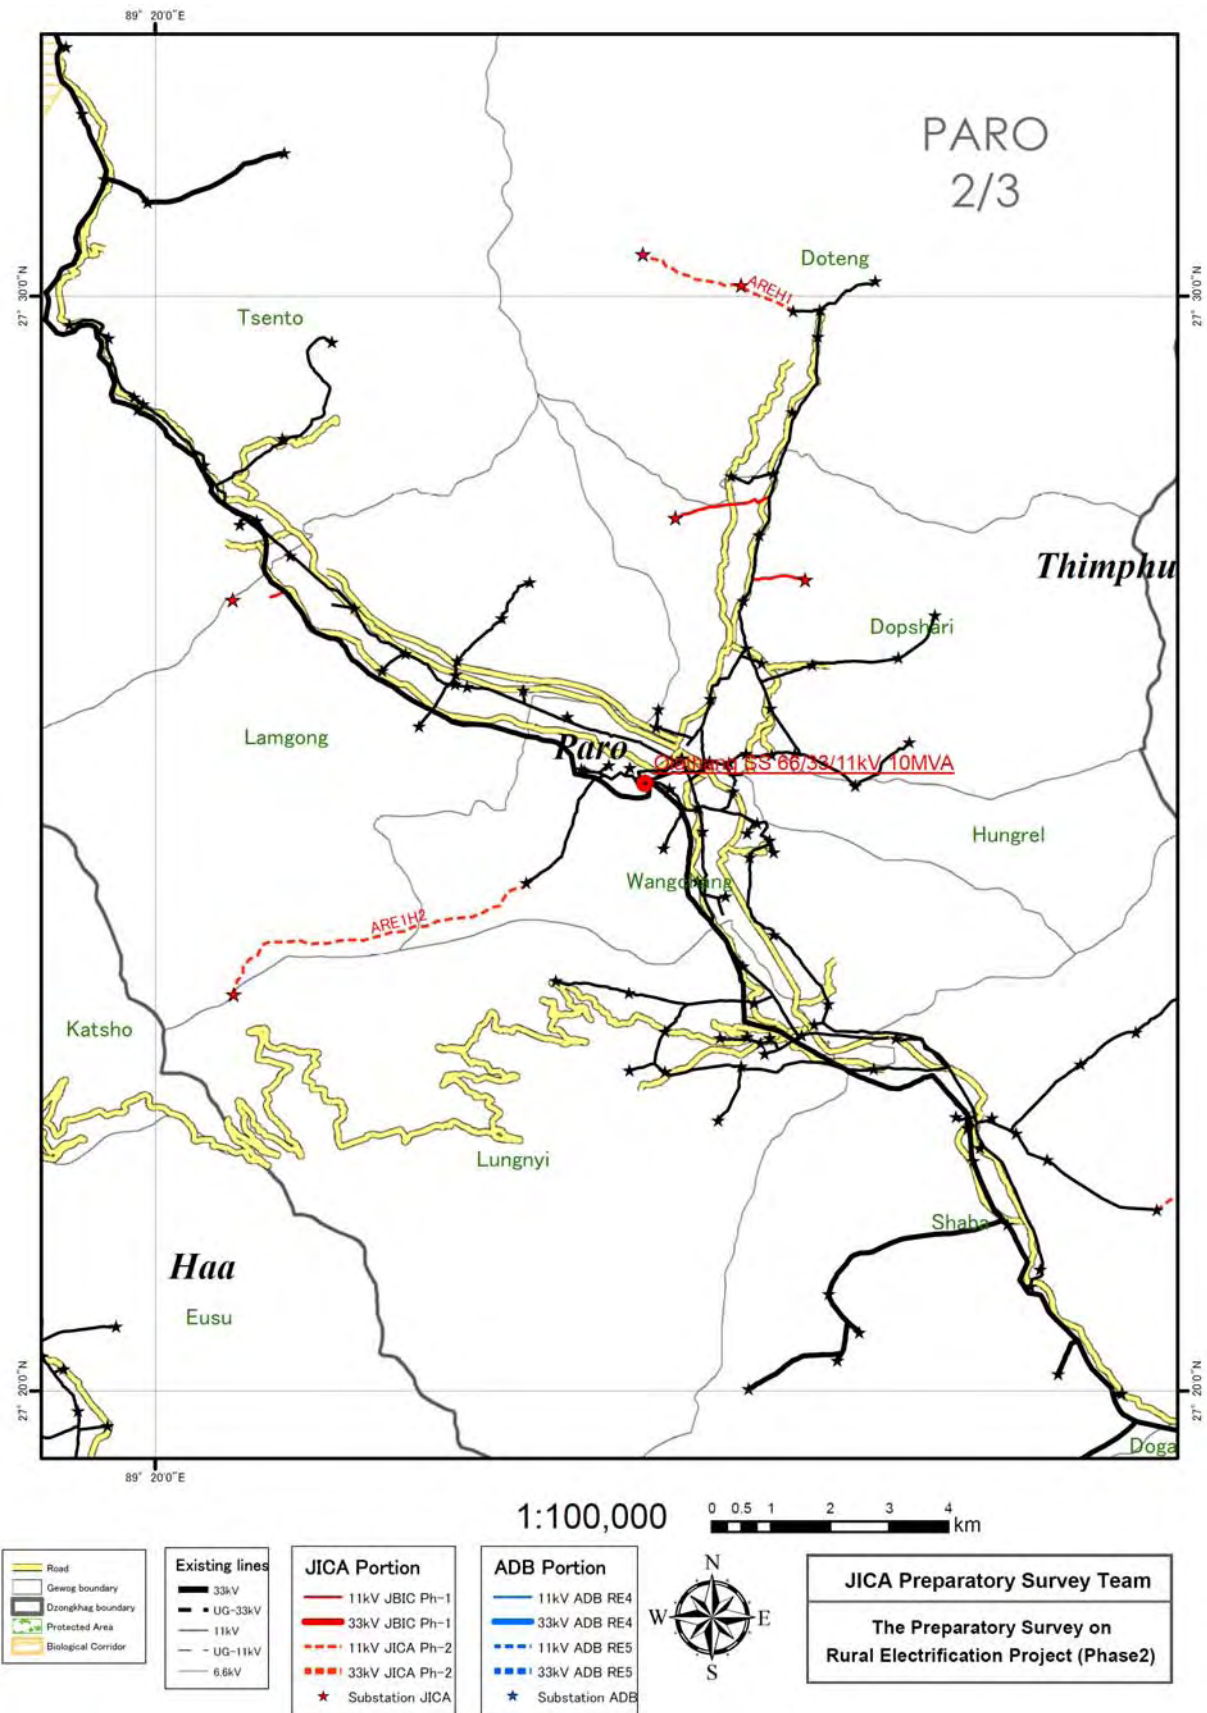 89° 20'0"E
PARO
2/3
27° 30'0"N
27° 30'0"N
Doteng
AREH1
Tsento
Thimphu
Dopshari
Lamgong
Paro
SS 66/33/11kV 10MVA
Hungrel
Wangchang
ARE1H2
Katsho
Lungnyi
Shaba
Haa
Eusu
27° 20'0"N
27° 20'0"N
Doga
89° 20'0"E
1:100,000
0 0.5 1 2 3 4
km
Road
Gewog boundary
Dzongkhag boundary
Protected Area
Biological Corridor
Existing lines
33kV
UG-33kV
11kV
UG-11kV
6.6kV
JICA Portion
11kV JBIC Ph-1
33kV JBIC Ph-1
11kV JICA Ph-2
33kV JICA Ph-2
Substation JICA
ADB Portion
11kV ADB RE4
33kV ADB RE4
11kV ADB RE5
33kV ADB RE5
Substation ADB
N
W E
S
JICA Preparatory Survey Team
The Preparatory Survey on
Rural Electrification Project (Phase2)